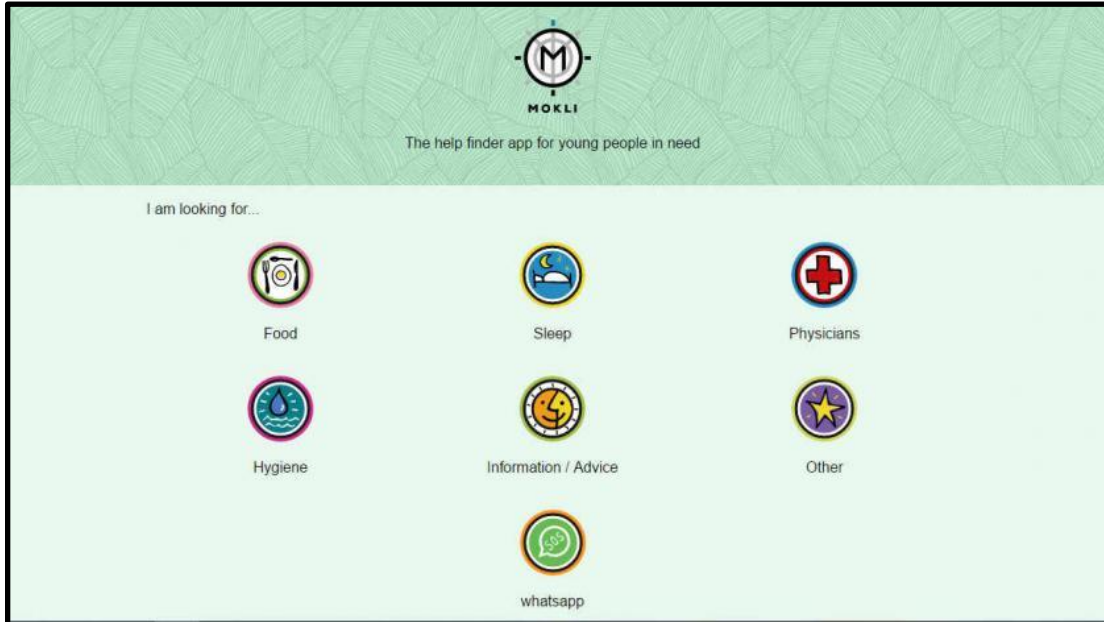 M
MOKLI
The help finder app for young people in need
I am looking for...
Food
Sleep
Physicians
Hygiene
Information / Advice
Other
SOS
whatsapp